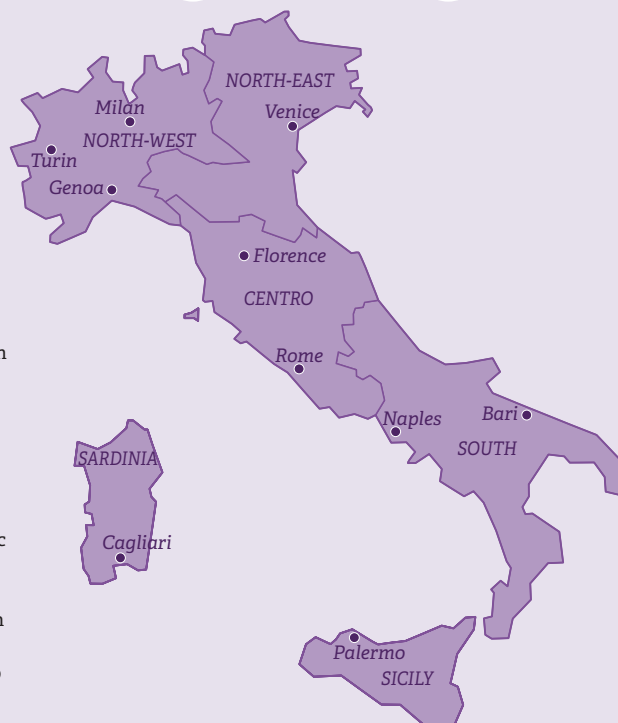 NORTH-EAST
Milan
Venice
NORTH-WEST
Turin
Genoa
Florence
CENTRO
Rome
Naples
Bari
SOUTH
SARDINIA
Cagliari
Palermo
SICILY